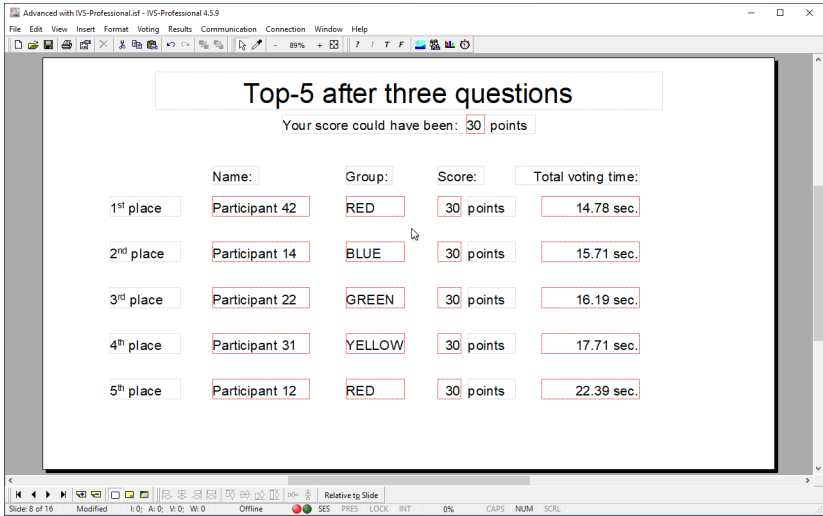 Advanced with IVS-Professional.isf - IVS-Professional 4.5.9
File Edit View Insert Format Voting Results Communication Connection Window Help
- 89% + ? ! T F
Top-5 after three questions
Your score could have been: 30 points
Name: Group: Score: Total voting time:
1st place Participant 42 RED 30 points 14.78 sec.
2nd place Participant 14 BLUE 30 points 15.71 sec.
3rd place Participant 22 GREEN 30 points 16.19 sec.
4th place Participant 31 YELLOW 30 points 17.71 sec.
5th place Participant 12 RED 30 points 22.39 sec.
Relative to Slide
Slide: 8 of 16 Modified I: 0; A: 0; V: 0; W: 0 Offline SES PRES LOCK INT 0% CAPS NUM SCRL